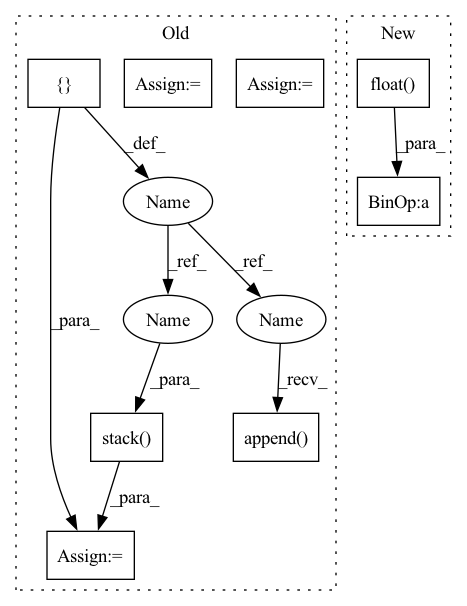 Old
New
{}
Assign:=
Assign:=
float()
_def_
_para_
Name
BinOp:a
_ref_
_ref_
_para_
Name
Name
_para_
_recv_
stack()
append()
_para_
Assign:=